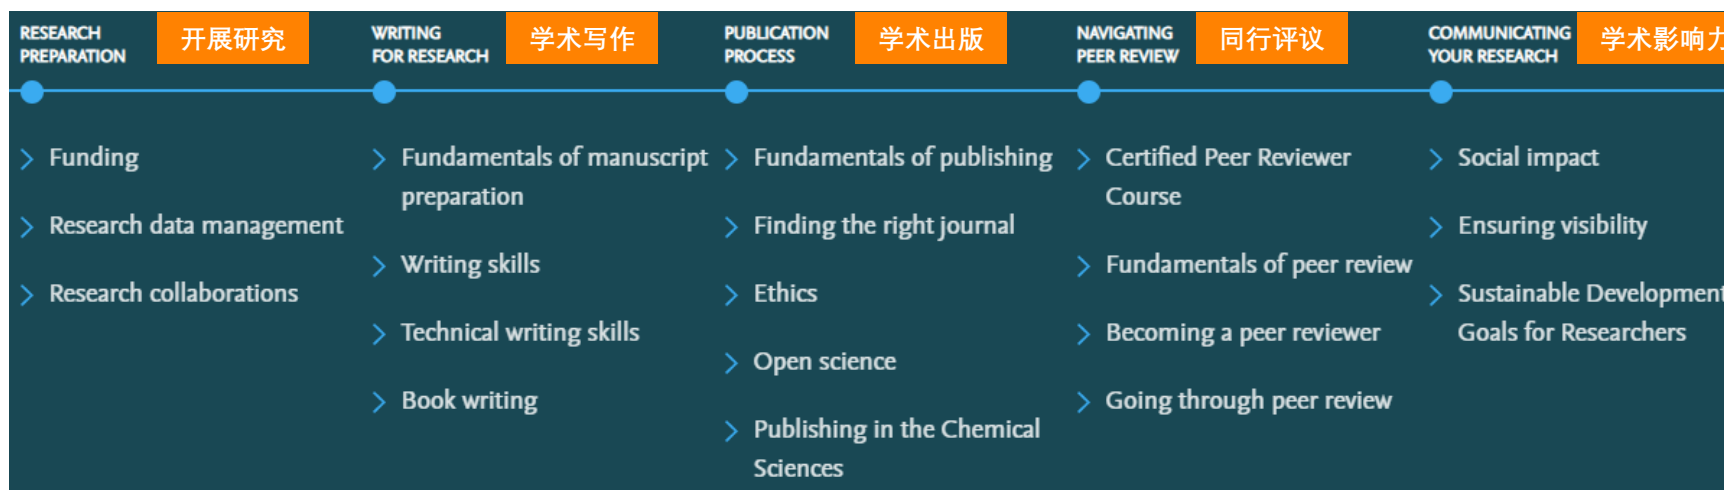 RESEARCH
PREPARATION
开展研究
Funding
Research data management
Research collaborations
WRITING
FOR RESEARCH
学术写作
Fundamentals of manuscript
preparation
Writing skills
Technical writing skills
Book writing
PUBLICATION
PROCESS
学术出版
Fundamentals of publishing
Finding the right journal
Ethics
Open science
Publishing in the Chemical
Sciences
NAVIGATING
PEER REVIEW
同行评议
Certified Peer Reviewer
Course
Fundamentals of peer review
Becoming a peer reviewer
Going through peer review
COMMUNICATING
YOUR RESEARCH
学术影响力
Social impact
Ensuring visibility
Sustainable Development
Goals for Researchers